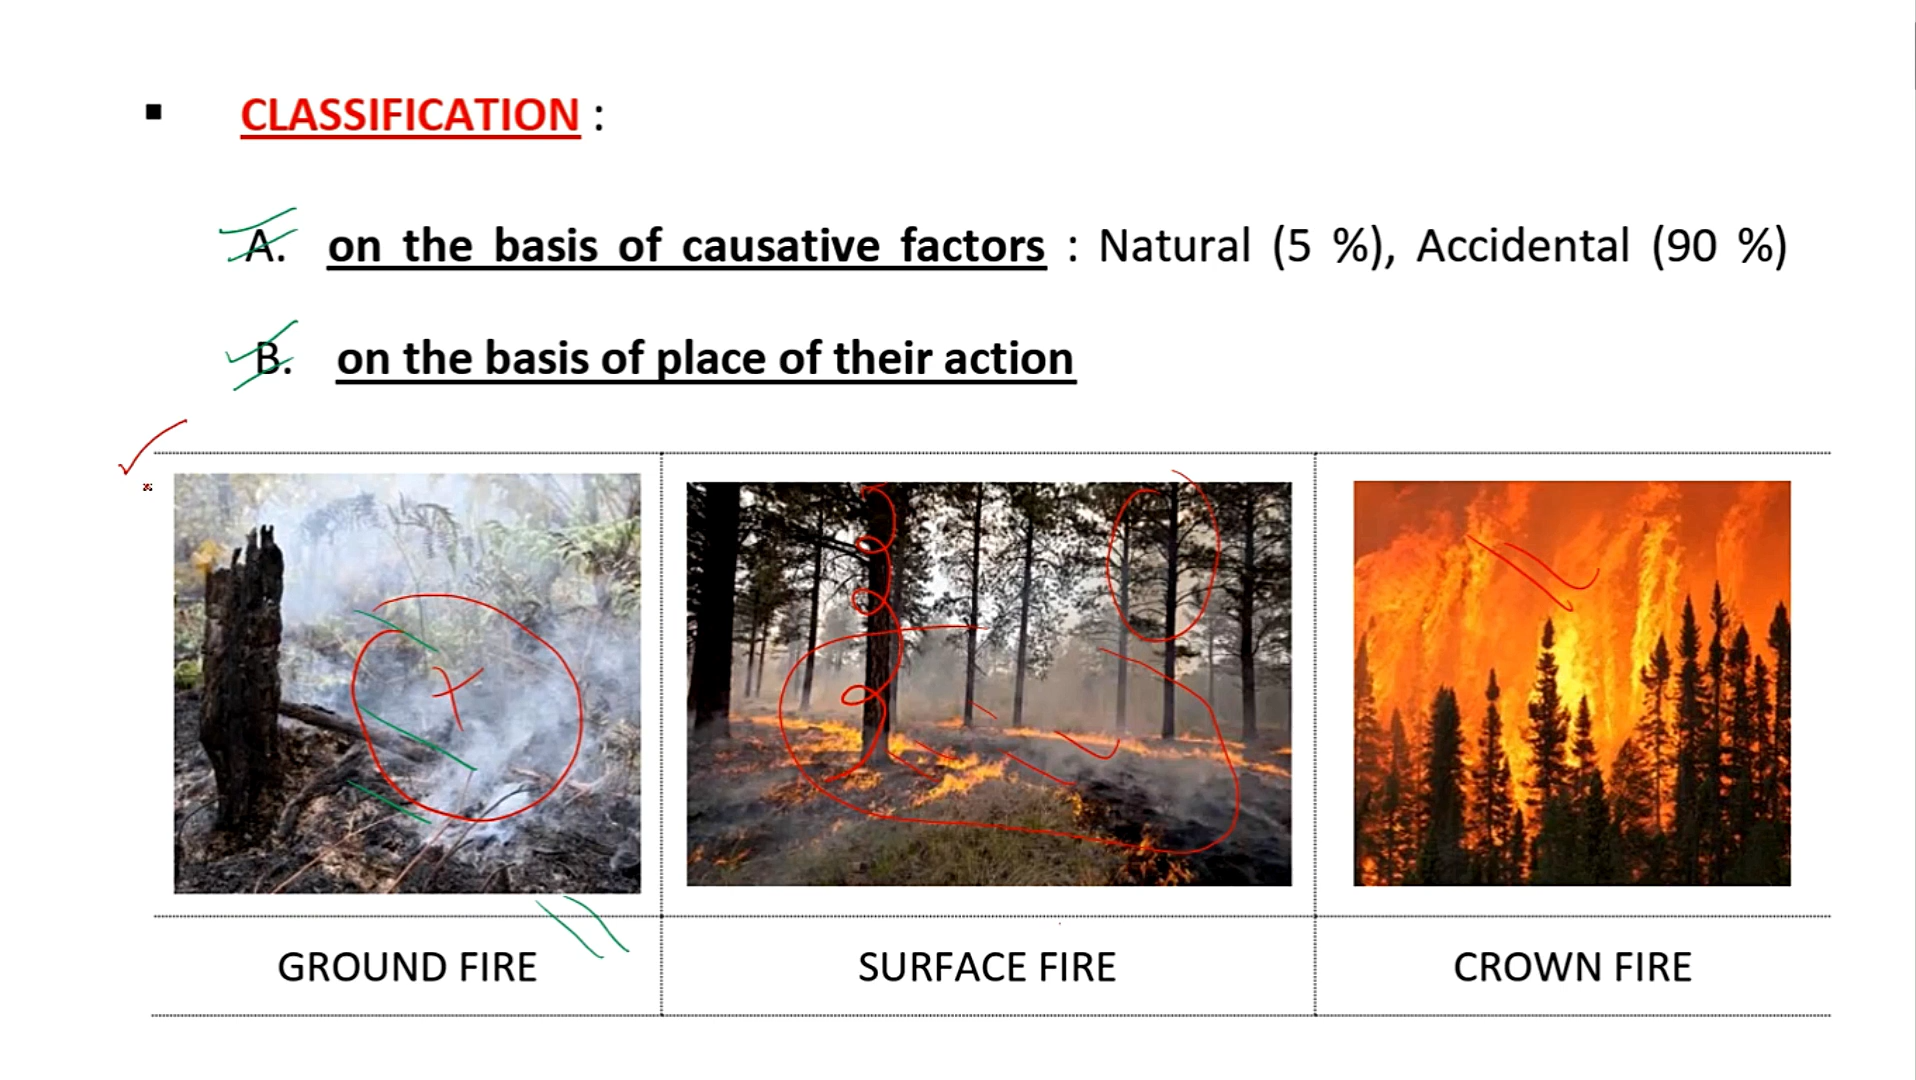 ▪ CLASSIFICATION :
A. on the basis of causative factors : Natural (5 %), Accidental (90 %)
B. on the basis of place of their action
GROUND FIRE
SURFACE FIRE
CROWN FIRE